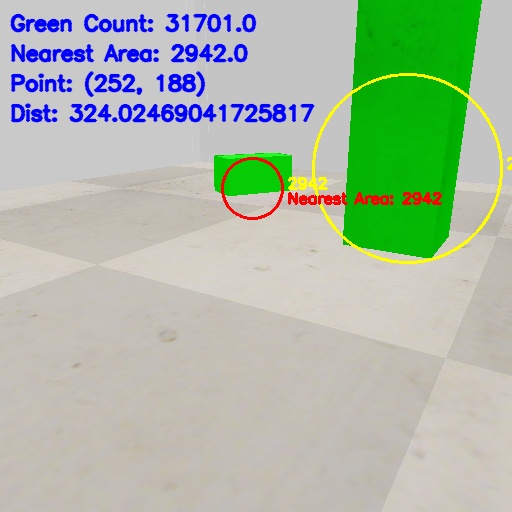 Green Count: 31701.0
Nearest Area: 2942.0
Point: (252, 188)
Dist: 324.02469041725817
2942
Nearest Area: 2942